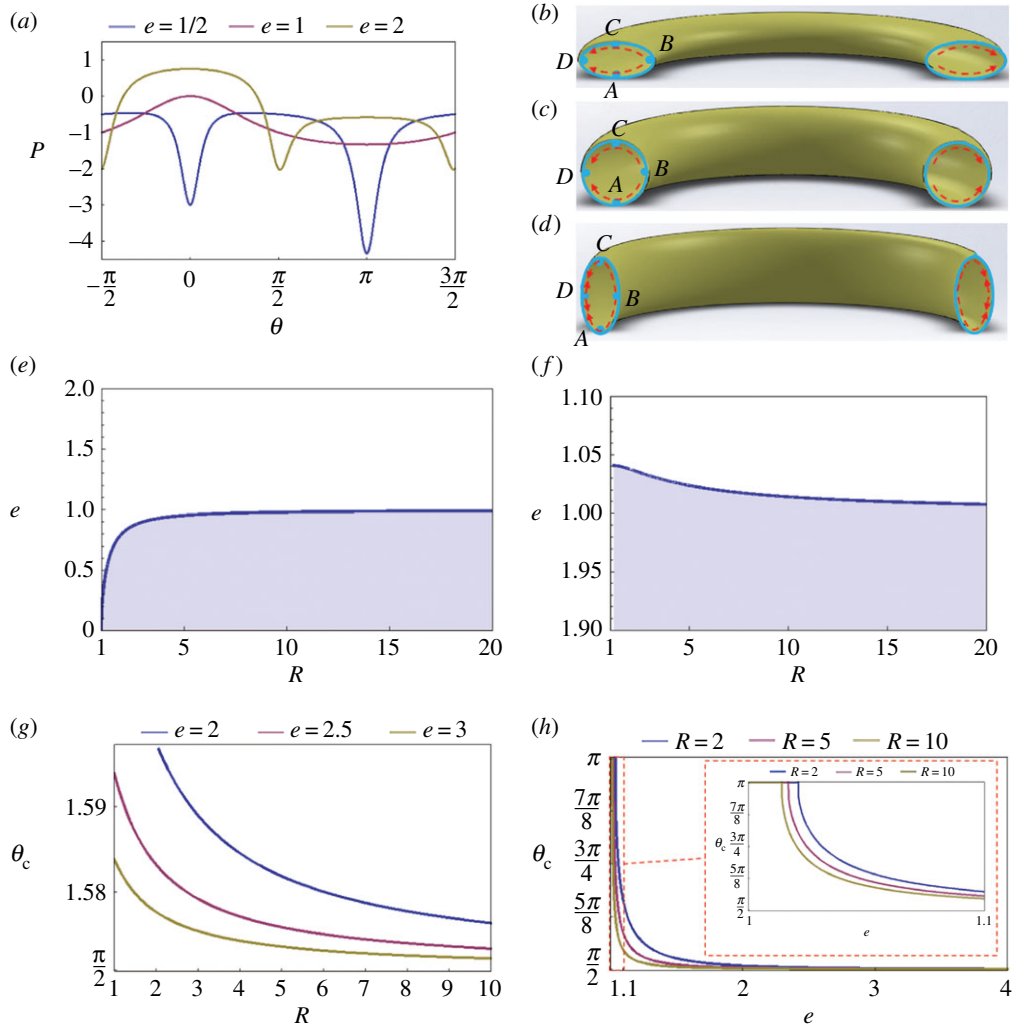 (a)
e = 1/2 e = 1 e = 2
1
0
–1
–2
–3
–4
P
–π/2 0 π/2 π 3π/2
θ
(b)
C
B
D
A
(c)
C
D
B
A
(d)
C
D
B
A
(e)
2.0
1.5
1.0
0.5
0
e
1 5 10 15 20
R
(f)
1.10
1.05
1.00
1.95
1.90
e
1 5 10 15 20
R
(g)
e = 2 e = 2.5 e = 3
1.59
1.58
π/2
θc
1 2 3 4 5 6 7 8 9 10
R
(h)
R = 2 R = 5 R = 10
π
7π/8
3π/4
5π/8
π/2
θc
1.1 2 3 4
e
R = 2 R = 5 R = 10
π
7π/8
θc 3π/4
5π/8
π/2
1 1.1
e